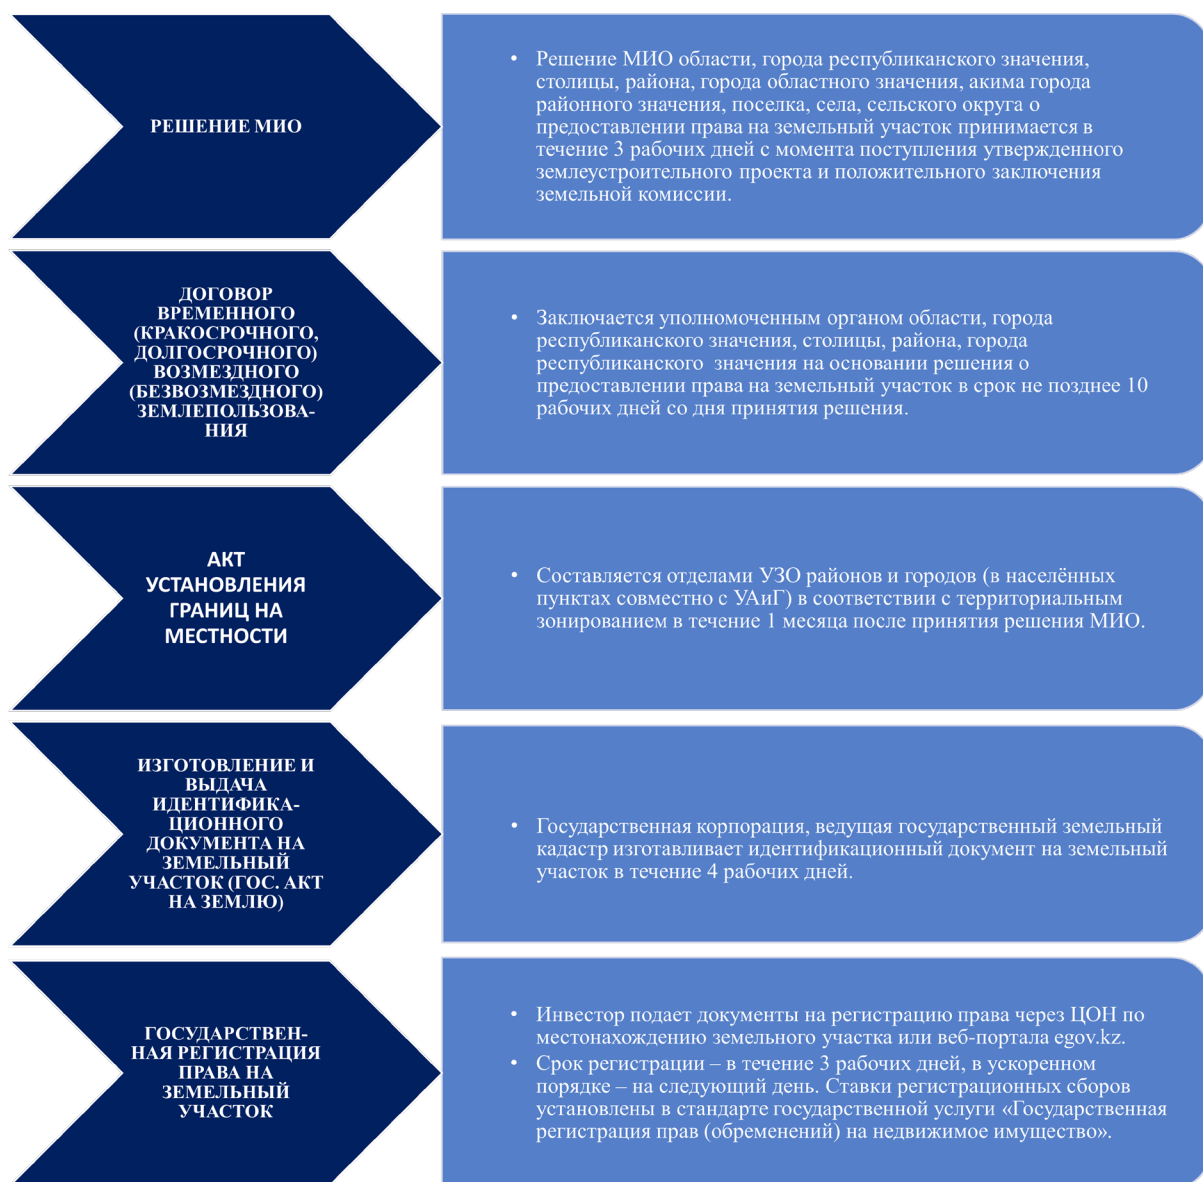 РЕШЕНИЕ МИО
• Решение МИО области, города республиканского значения,
столицы, района, города областного значения, акима города
районного значения, поселка, села, сельского округа о
предоставлении права на земельный участок принимается в
течение 3 рабочих дней с момента поступления утвержденного
землеустроительного проекта и положительного заключения
земельной комиссии.
ДОГОВОР
ВРЕМЕННОГО
(КРАКОСРОЧНОГО,
ДОЛГОСРОЧНОГО)
ВОЗМЕЗДНОГО
(БЕЗВОЗМЕЗДНОГО)
ЗЕМЛЕПОЛЬЗОВА-
НИЯ
• Заключается уполномоченным органом области, города
республиканского значения, столицы, района, города
республиканского значения на основании решения о
предоставлении права на земельный участок в срок не позднее 10
рабочих дней со дня принятия решения.
АКТ
УСТАНОВЛЕНИЯ
ГРАНИЦ НА
МЕСТНОСТИ
• Составляется отделами УЗО районов и городов (в населённых
пунктах совместно с УАиГ) в соответствии с территориальным
зонированием в течение 1 месяца после принятия решения МИО.
ИЗГОТОВЛЕНИЕ И
ВЫДАЧА
ИДЕНТИФИКА-
ЦИОННОГО
ДОКУМЕНТА НА
ЗЕМЕЛЬНЫЙ
УЧАСТОК (ГОС. АКТ
НА ЗЕМЛЮ)
• Государственная корпорация, ведущая государственный земельный
кадастр изготавливает идентификационный документ на земельный
участок в течение 4 рабочих дней.
ГОСУДАРСТВЕН-
НАЯ РЕГИСТРАЦИЯ
ПРАВА НА
ЗЕМЕЛЬНЫЙ
УЧАСТОК
• Инвестор подает документы на регистрацию права через ЦОН по
местонахождению земельного участка или веб-портала egov.kz.
• Срок регистрации – в течение 3 рабочих дней, в ускоренном
порядке – на следующий день. Ставки регистрационных сборов
установлены в стандарте государственной услуги «Государственная
регистрация прав (обременений) на недвижимое имущество».